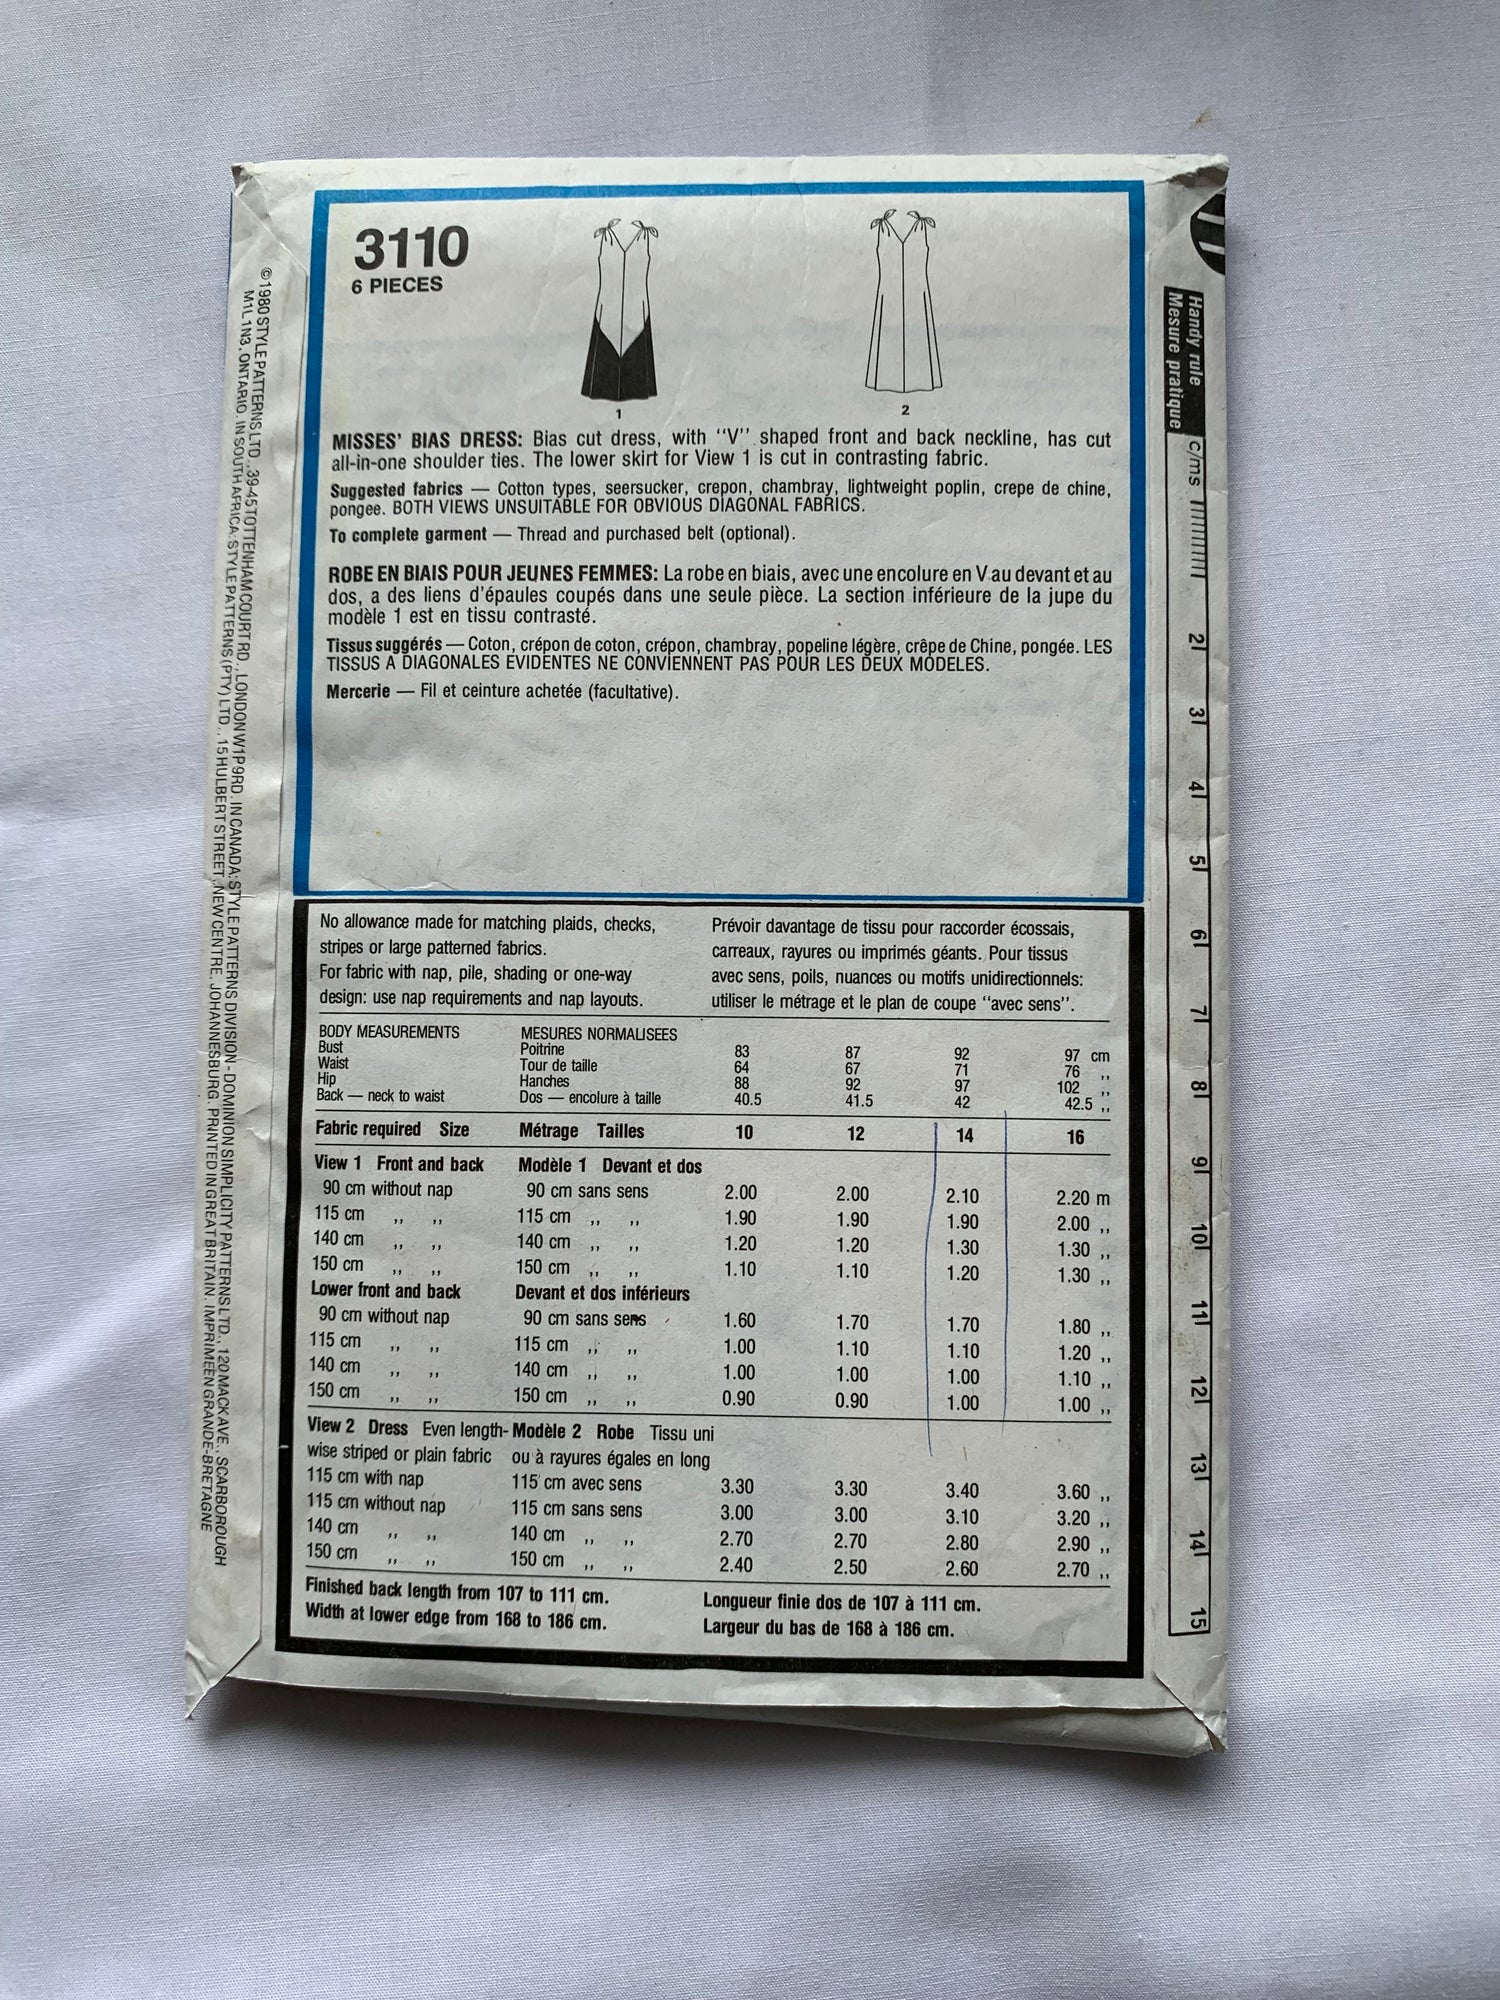 3110
6 PIECES
1
2
MISSES' BIAS DRESS: Bias cut dress, with "V" shaped front and back neckline, has cut
all-in-one shoulder ties. The lower skirt for View 1 is cut in contrasting fabric.
Suggested fabrics — Cotton types, seersucker, crepon, chambray, lightweight poplin, crepe de chine,
pongee. BOTH VIEWS UNSUITABLE FOR OBVIOUS DIAGONAL FABRICS.
To complete garment — Thread and purchased belt (optional).
ROBE EN BIAIS POUR JEUNES FEMMES: La robe en biais, avec une encolure en V au devant et au
dos, a des liens d'épaules coupés dans une seule pièce. La section inférieure de la jupe du
modèle 1 est en tissu contrasté.
Tissus suggérés — Coton, crépon de coton, crépon, chambray, popeline légère, crêpe de Chine, pongée. LES
TISSUS A DIAGONALES EVIDENTES NE CONVIENNENT PAS POUR LES DEUX MODELES.
Mercerie — Fil et ceinture achetée (facultative).
No allowance made for matching plaids, checks,
stripes or large patterned fabrics.
For fabric with nap, pile, shading or one-way
design: use nap requirements and nap layouts.
Prévoir davantage de tissu pour raccorder écossais,
carreaux, rayures ou imprimés géants. Pour tissus
avec sens, poils, nuances ou motifs unidirectionnels:
utiliser le métrage et le plan de coupe "avec sens".
BODY MEASUREMENTS MESURES NORMALISEES
Bust Poitrine 83 87 92 97 cm
Waist Tour de taille 64 67 71 76 ,,
Hip Hanches 88 92 97 102 ,,
Back — neck to waist Dos — encolure à taille 40.5 41.5 42 42.5 ,,
Fabric required Size Métrage Tailles 10 12 14 16
View 1 Front and back Modèle 1 Devant et dos
90 cm without nap 90 cm sans sens 2.00 2.00 2.10 2.20 m
115 cm ,, ,, 115 cm ,, ,, 1.90 1.90 1.90 2.00 ,,
140 cm ,, ,, 140 cm ,, ,, 1.20 1.20 1.30 1.30 ,,
150 cm ,, ,, 150 cm ,, ,, 1.10 1.10 1.20 1.30 ,,
Lower front and back Devant et dos inférieurs
90 cm without nap 90 cm sans sens 1.60 1.70 1.70 1.80 ,,
115 cm ,, ,, 115 cm ,, ,, 1.00 1.10 1.10 1.20 ,,
140 cm ,, ,, 140 cm ,, ,, 1.00 1.00 1.00 1.10 ,,
150 cm ,, ,, 150 cm ,, ,, 0.90 0.90 1.00 1.00 ,,
View 2 Dress Even length- Modèle 2 Robe Tissu uni
wise striped or plain fabric ou à rayures égales en long
115 cm with nap 115 cm avec sens 3.30 3.30 3.40 3.60 ,,
115 cm without nap 115 cm sans sens 3.00 3.00 3.10 3.20 ,,
140 cm ,, ,, 140 cm ,, ,, 2.70 2.70 2.80 2.90 ,,
150 cm ,, ,, 150 cm ,, ,, 2.40 2.50 2.60 2.70 ,,
Finished back length from 107 to 111 cm. Longueur finie dos de 107 à 111 cm.
Width at lower edge from 168 to 186 cm. Largeur du bas de 168 à 186 cm.
©1980 STYLE PATTERNS LTD., 39-45 TOTTENHAM COURT RD., LONDON W1P 9RD. IN CANADA: STYLE PATTERNS DIVISION - DOMINION SIMPLICITY PATTERNS LTD., 120 MACK AVE., SCARBOROUGH
M1L 1N3, ONTARIO. IN SOUTH AFRICA: STYLE PATTERNS (PTY) LTD., 15 HULBERT STREET, NEW CENTRE, JOHANNESBURG. PRINTED IN GREAT BRITAIN. IMPRIME EN GRANDE-BRETAGNE
Handy rule
Mesure pratique
c/ms 1 2 3 4 5 6 7 8 9 10 11 12 13 14 15